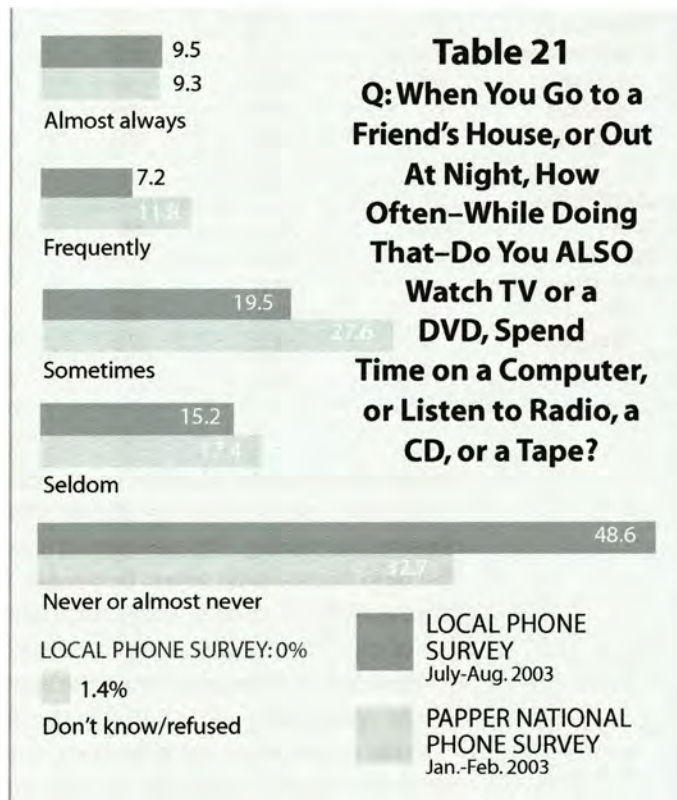 Table 21
Q: When You Go to a
Friend's House, or Out
At Night, How
Often–While Doing
That–Do You ALSO
Watch TV or a
DVD, Spend
Time on a Computer,
or Listen to Radio, a
CD, or a Tape?
9.5
9.3
Almost always
7.2
11.8
Frequently
19.5
27.6
Sometimes
15.2
17.4
Seldom
48.6
32.7
Never or almost never
LOCAL PHONE SURVEY: 0%
1.4%
Don't know/refused
LOCAL PHONE
SURVEY
July-Aug. 2003
PAPPER NATIONAL
PHONE SURVEY
Jan.-Feb. 2003